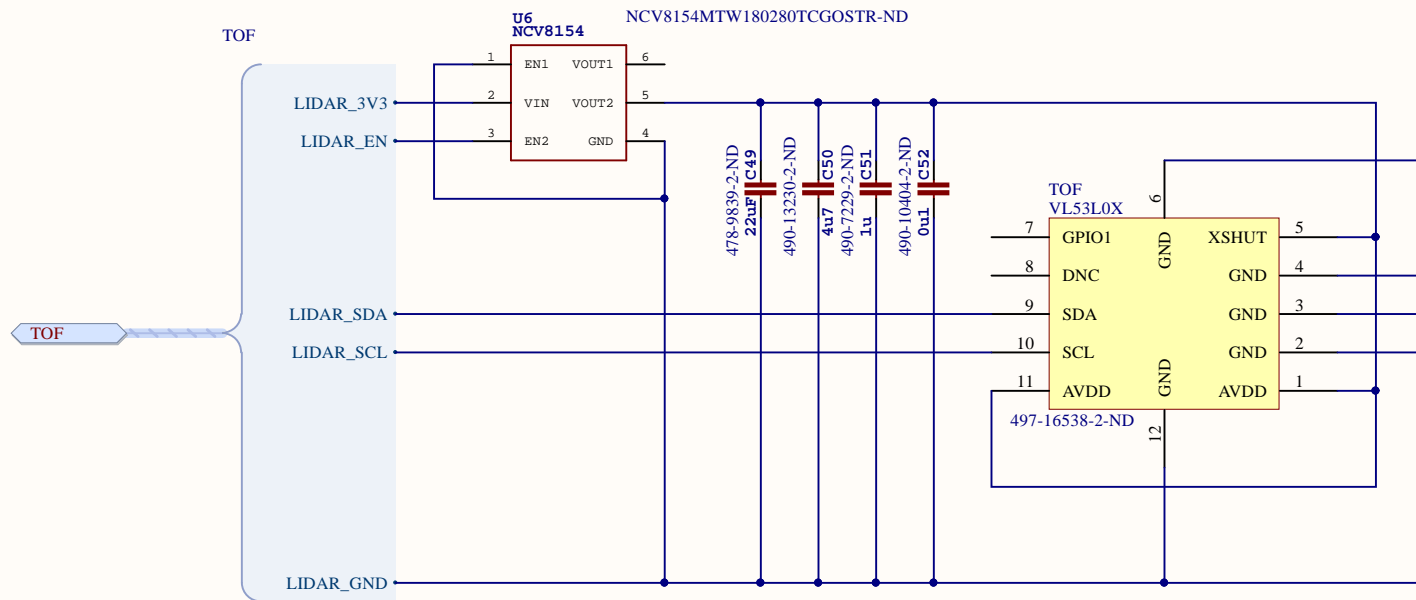 TOF
U6
NCV8154
NCV8154MTW180280TCGOSTR-ND
1 EN1 VOUT1 6
LIDAR_3V3 2 VIN VOUT2 5
LIDAR_EN 3 EN2 GND 4
478-9839-2-ND
22uF C49
490-13230-2-ND
4u7 C50
490-7229-2-ND
1u C51
490-10404-2-ND
0u1 C52
TOF
VL53L0X
6
GND
7 GPIO1 XSHUT 5
8 DNC GND 4
LIDAR_SDA 9 SDA GND 3
TOF
LIDAR_SCL 10 SCL GND 2
11 AVDD AVDD 1
GND
12
497-16538-2-ND
LIDAR_GND